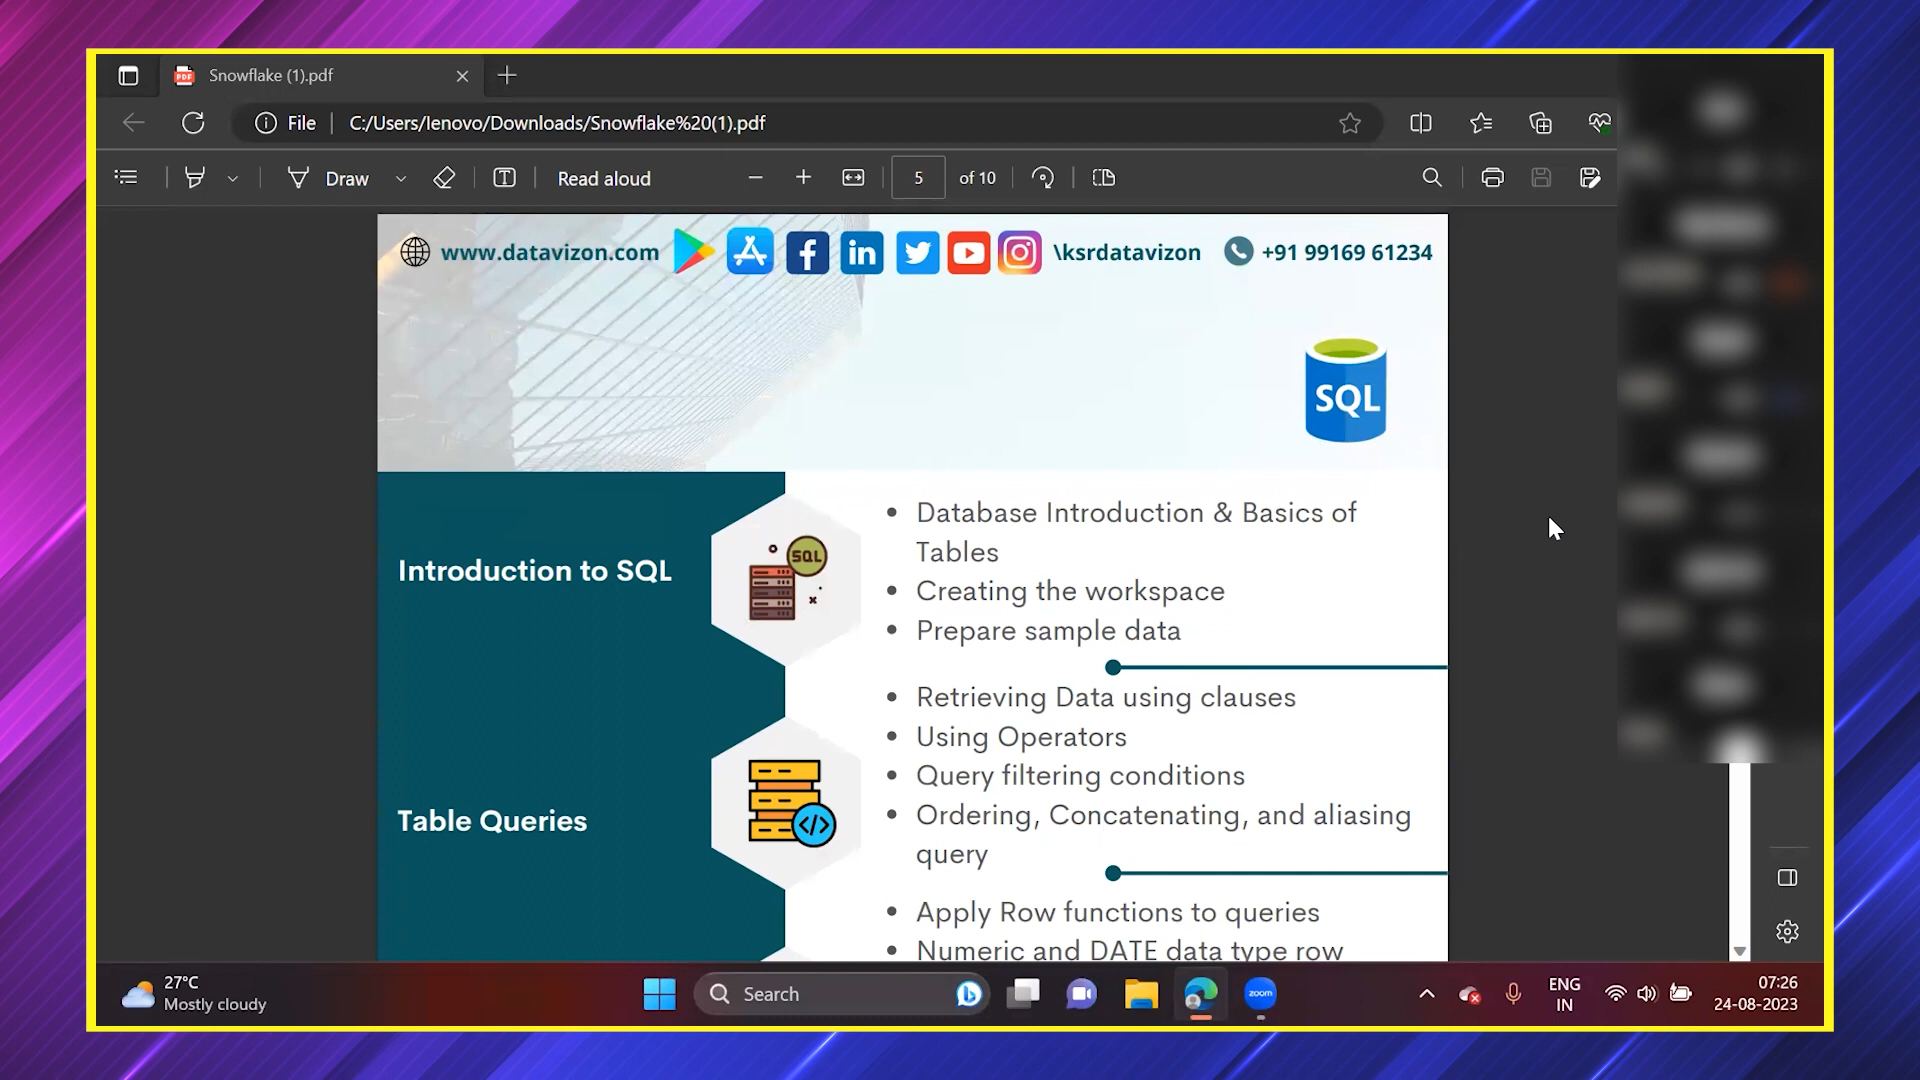 Snowflake (1).pdf
File
C:/Users/lenovo/Downloads/Snowflake%20(1).pdf
Draw
Read aloud
5 of 10
www.datavizon.com
\ksrdatavizon
+91 99169 61234
SQL
Introduction to SQL
SQL
Database Introduction & Basics of
Tables
Creating the workspace
Prepare sample data
Table Queries
Retrieving Data using clauses
Using Operators
Query filtering conditions
Ordering, Concatenating, and aliasing
query
Apply Row functions to queries
Numeric and DATE data type row
27°C
Mostly cloudy
Search
zoom
ENG
IN
07:26
24-08-2023